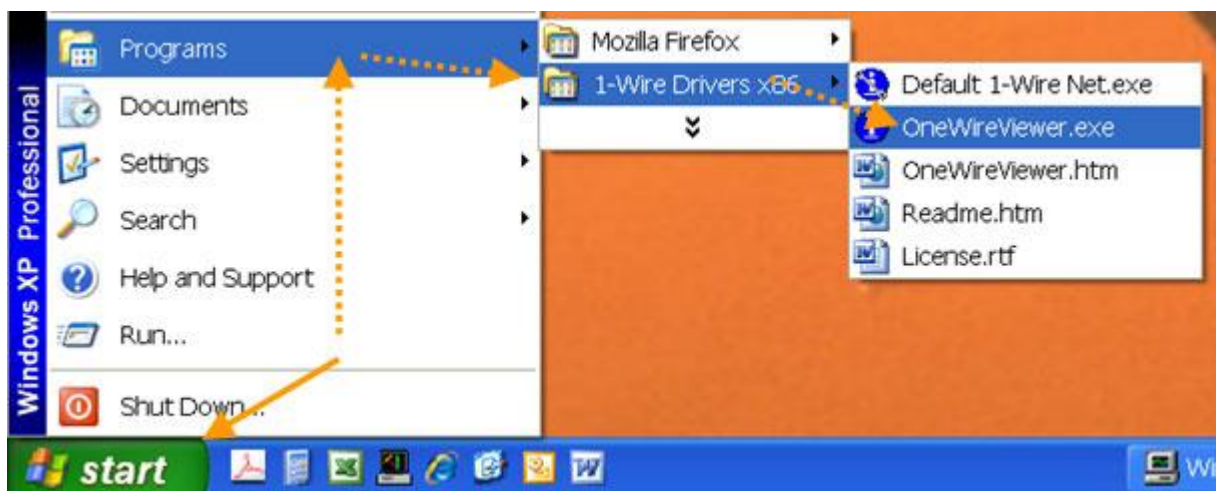 Windows XP Professional
Programs
Documents
Settings
Search
Help and Support
Run...
Shut Down...
Mozilla Firefox
1-Wire Drivers x86
Default 1-Wire Net.exe
OneWireViewer.exe
OneWireViewer.htm
Readme.htm
License.rtf
start
Wi